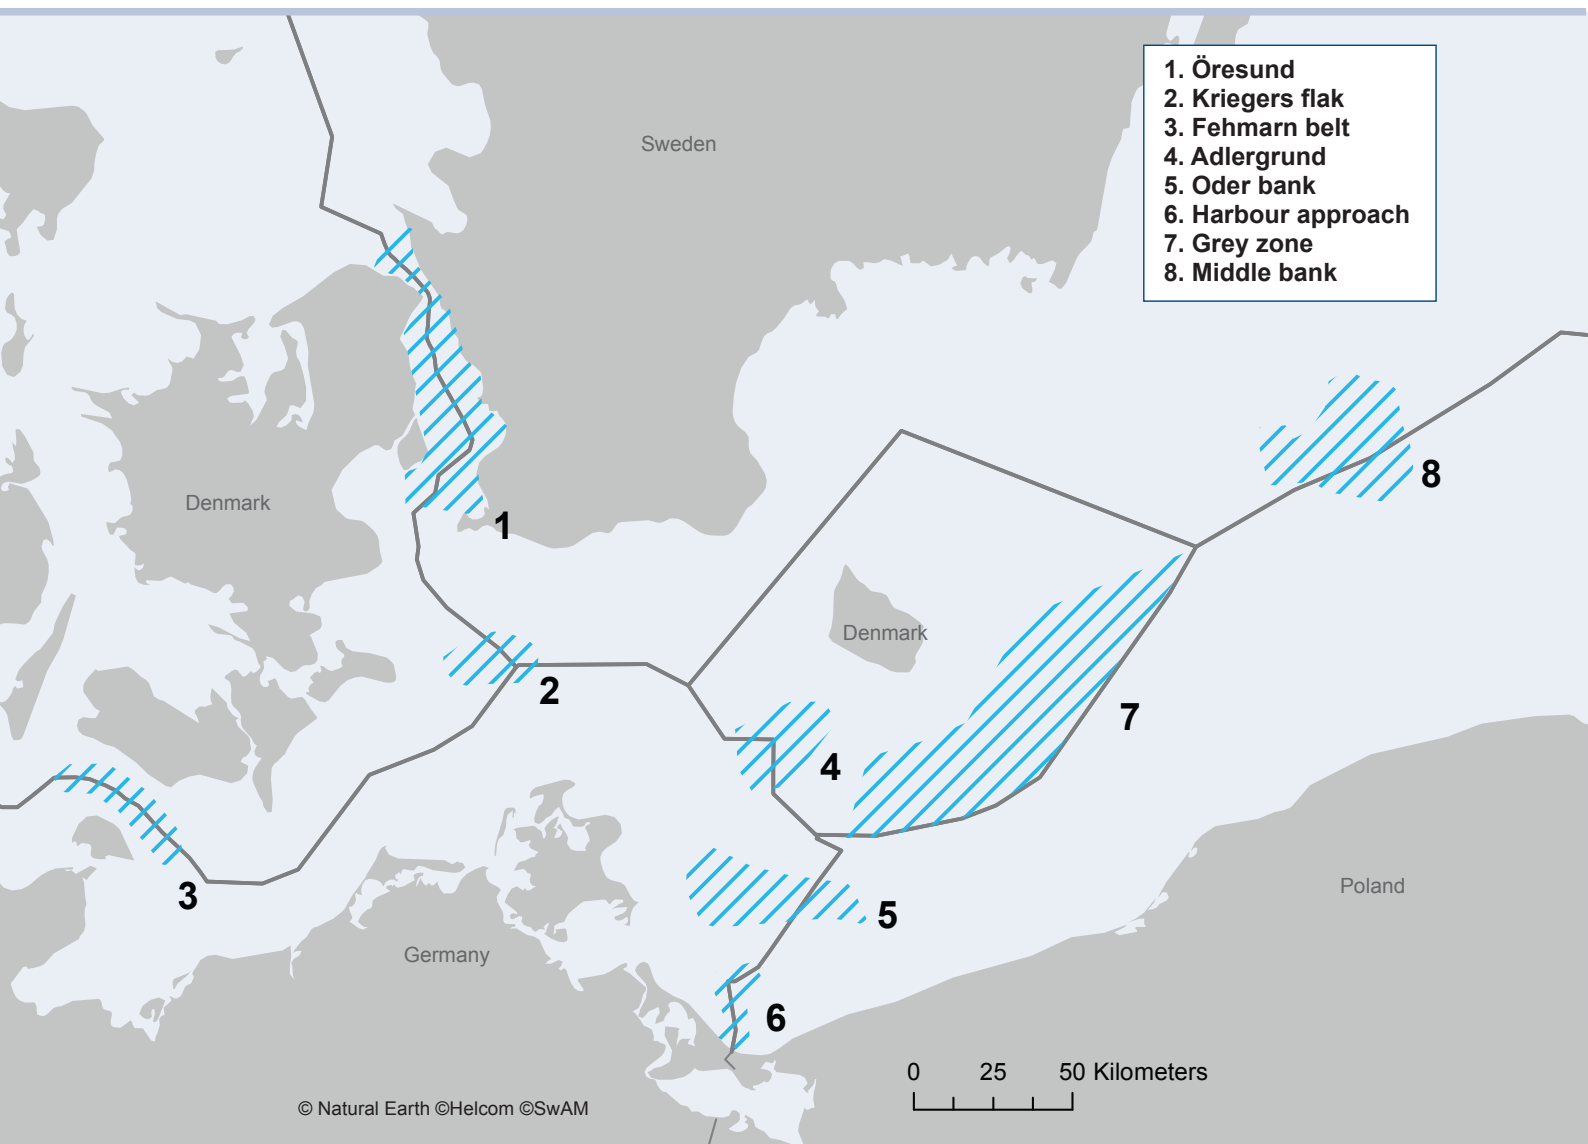 1. Öresund
2. Kriegers flak
3. Fehmarn belt
4. Adlergrund
5. Oder bank
6. Harbour approach
7. Grey zone
8. Middle bank
Sweden
8
Denmark
1
Denmark
2
7
4
3
5
Poland
Germany
6
0 25 50 Kilometers
© Natural Earth ©Helcom ©SwAM